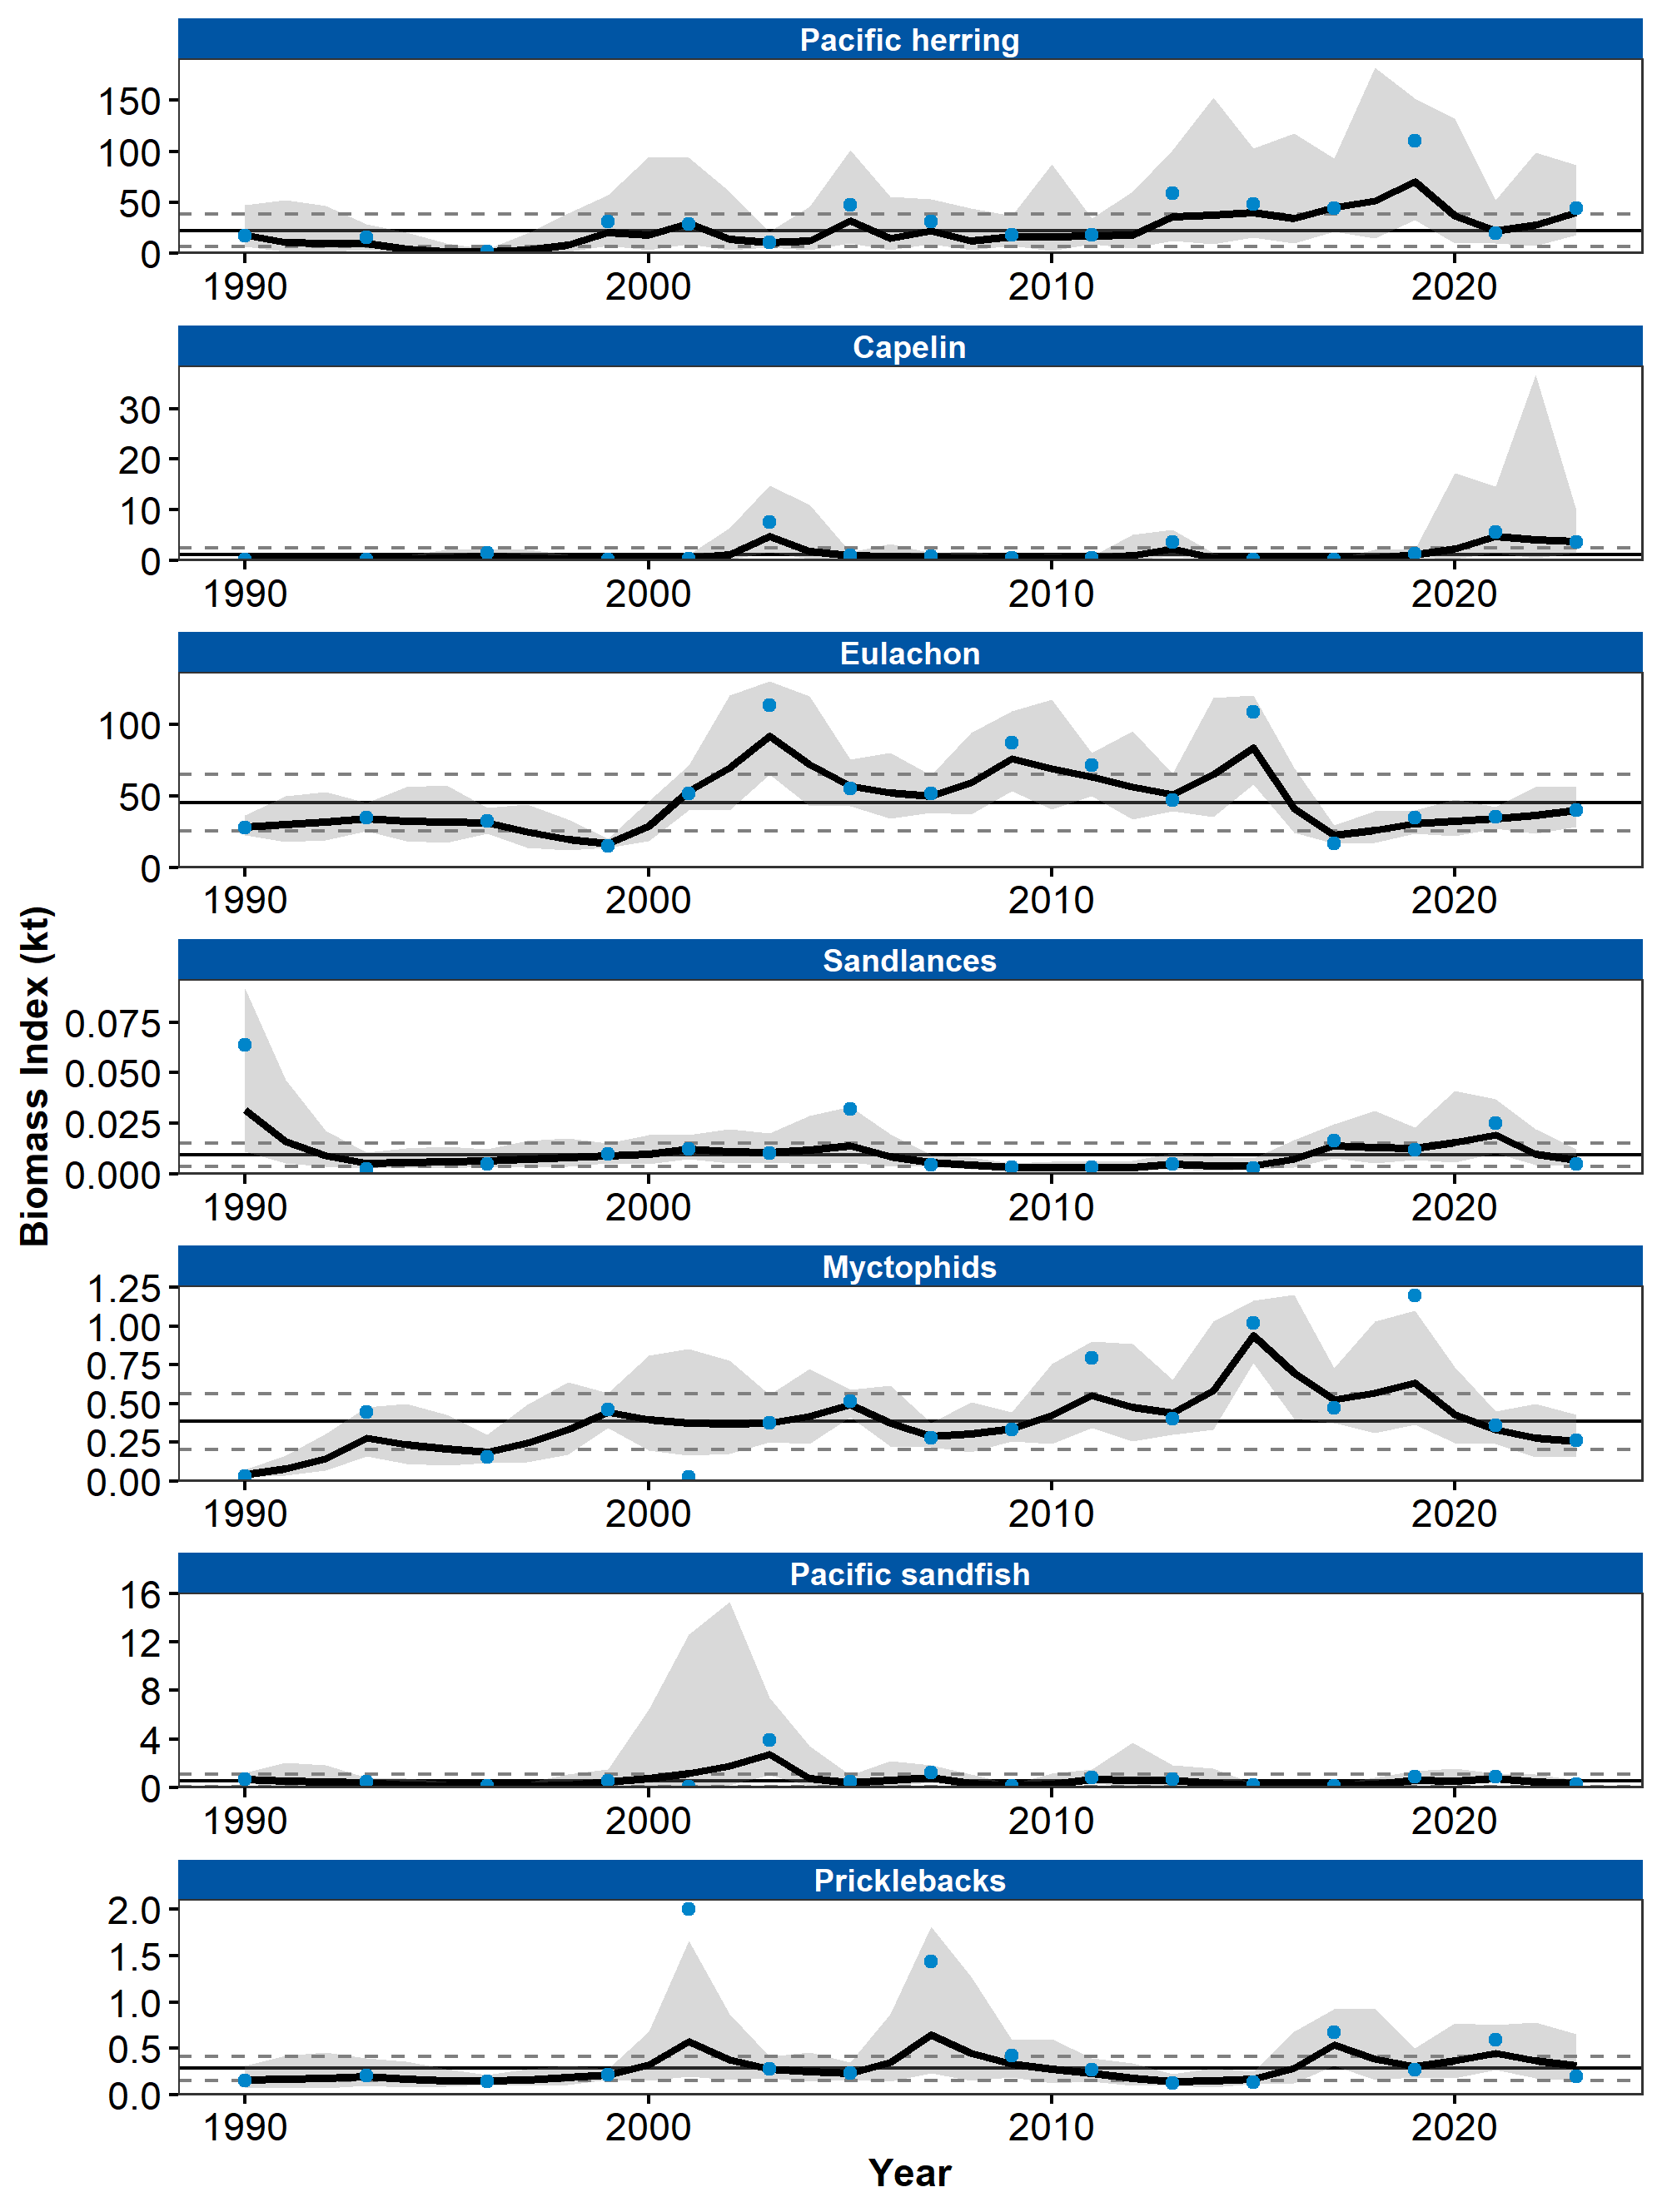 Pacific herring
150
100
50
0
1990 2000 2010 2020
Capelin
30
20
10
0
1990 2000 2010 2020
Eulachon
100
50
0
1990 2000 2010 2020
Biomass Index (kt)
Sandlances
0.075
0.050
0.025
0.000
1990 2000 2010 2020
Myctophids
1.25
1.00
0.75
0.50
0.25
0.00
1990 2000 2010 2020
Pacific sandfish
16
12
8
4
0
1990 2000 2010 2020
Pricklebacks
2.0
1.5
1.0
0.5
0.0
1990 2000 2010 2020
Year